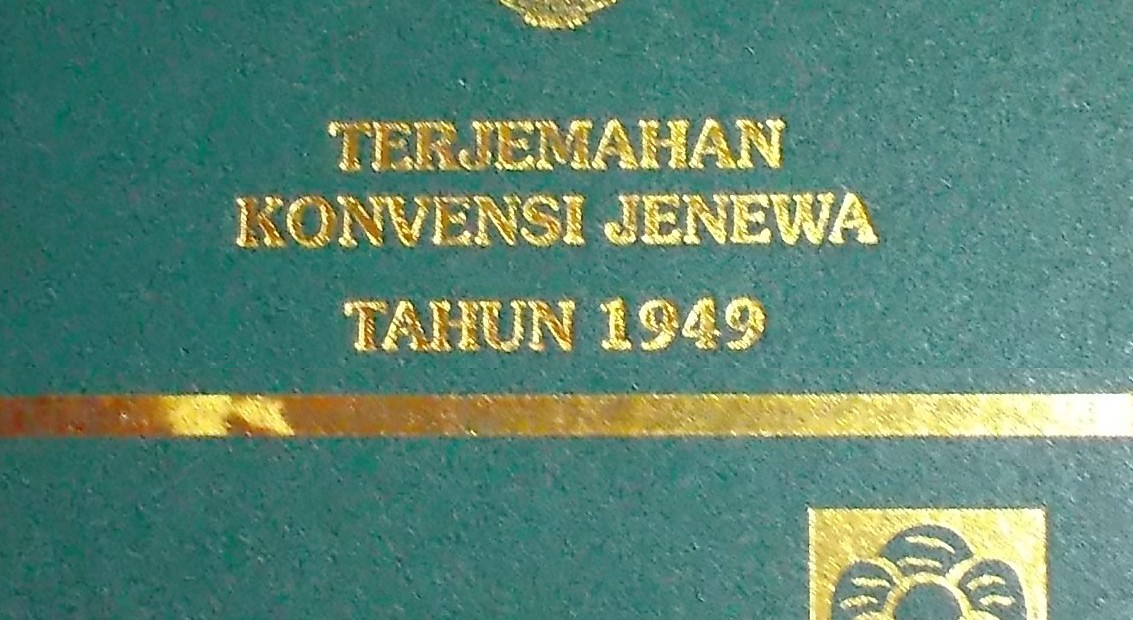 TERJEMAHAN
KONVENSI JENEWA
TAHUN 1949